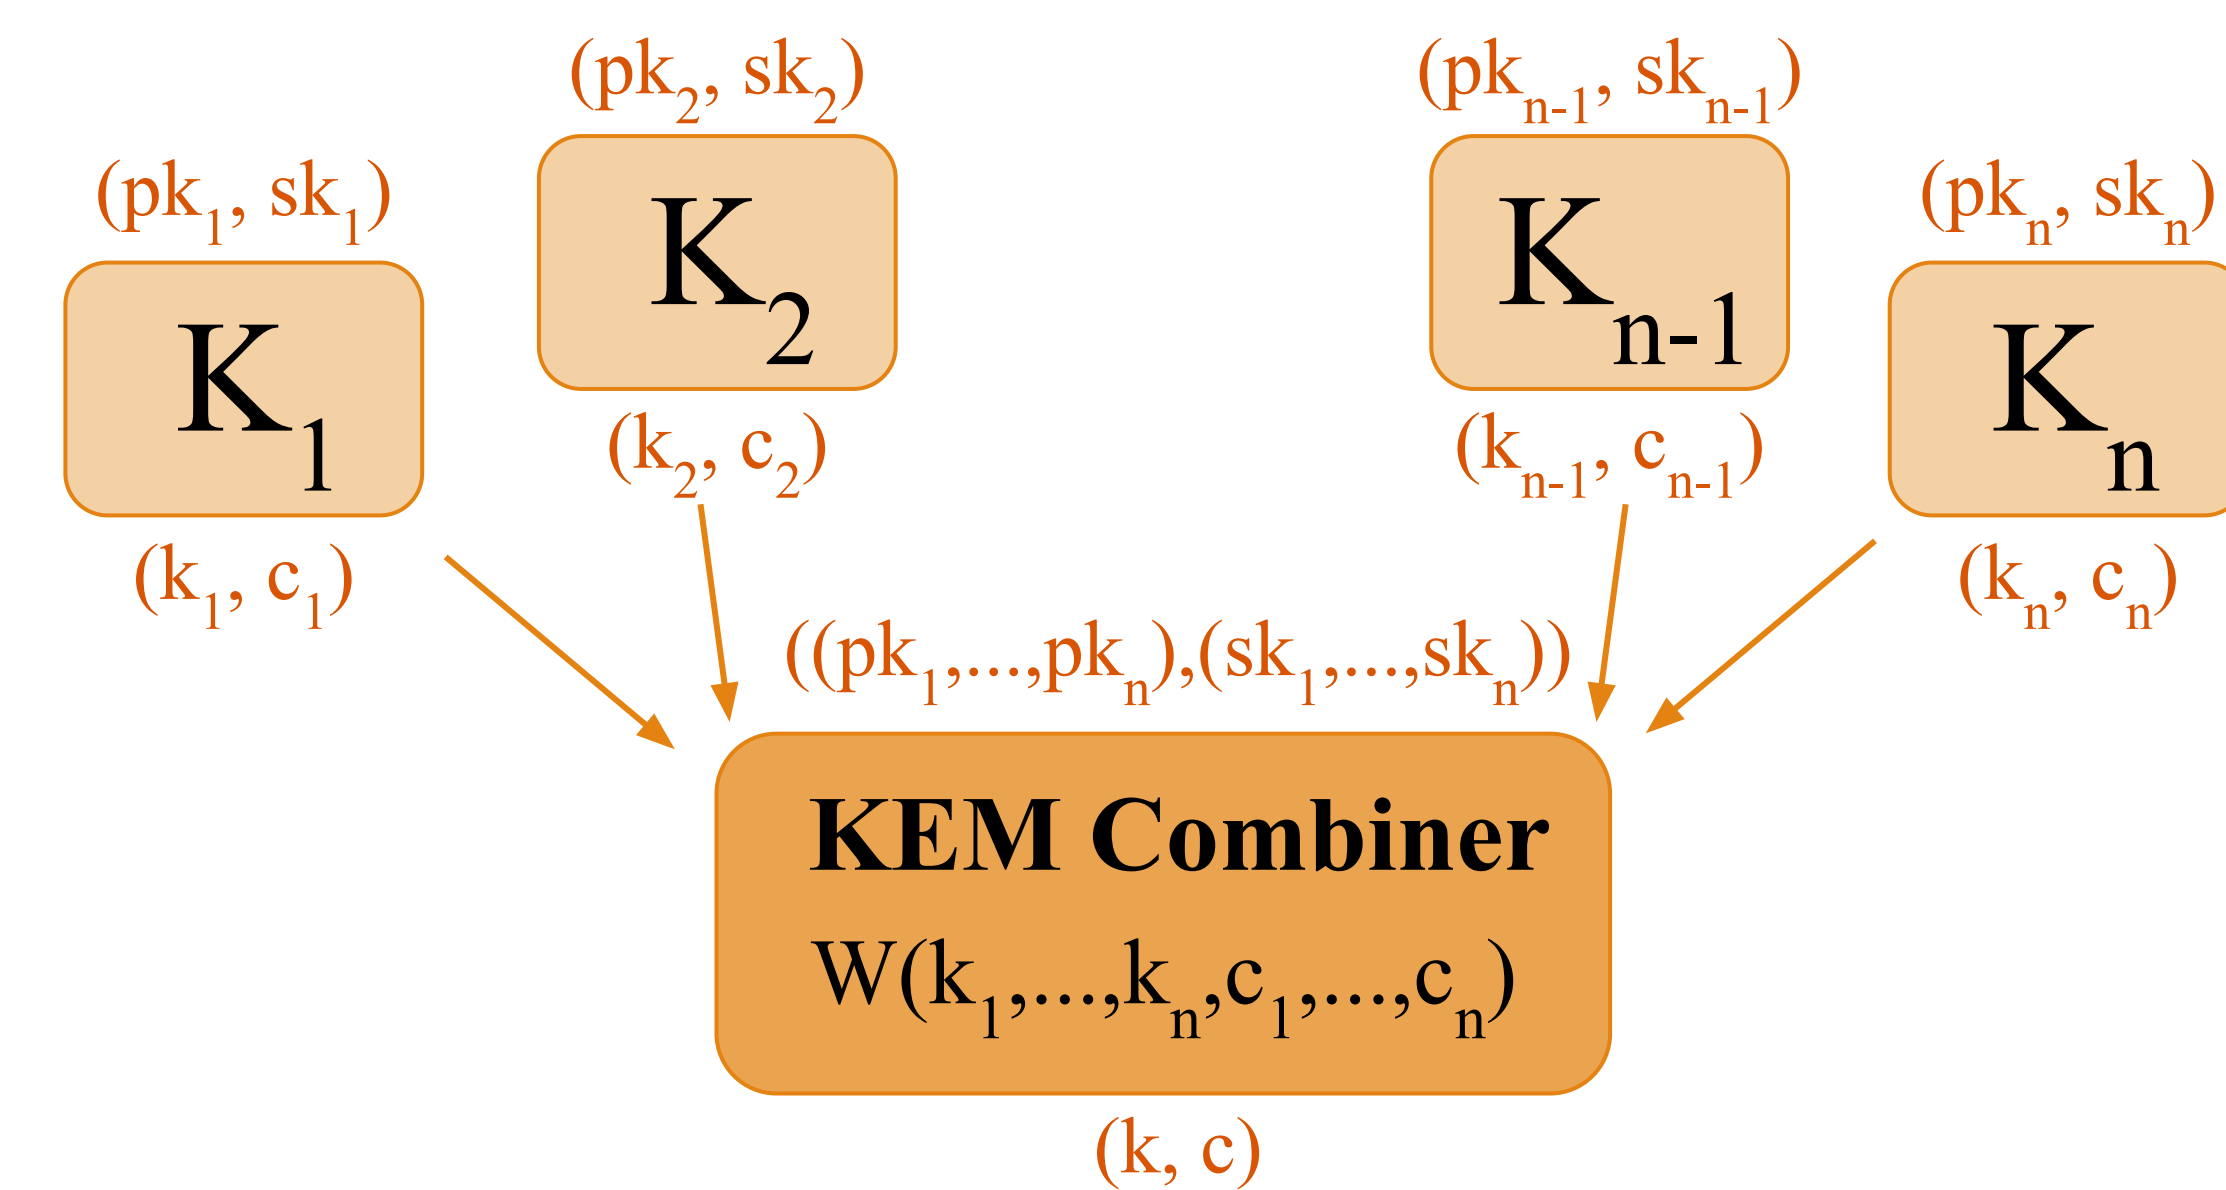 (pk₁, sk₁)
K₁
(k₁, c₁)
(pk₂, sk₂)
K₂
(k₂, c₂)
(pkₙ₋₁, skₙ₋₁)
Kₙ₋₁
(kₙ₋₁, cₙ₋₁)
(pkₙ, skₙ)
Kₙ
(kₙ, cₙ)
((pk₁,...,pkₙ),(sk₁,...,skₙ))
KEM Combiner
W(k₁,...,kₙ,c₁,...,cₙ)
(k, c)